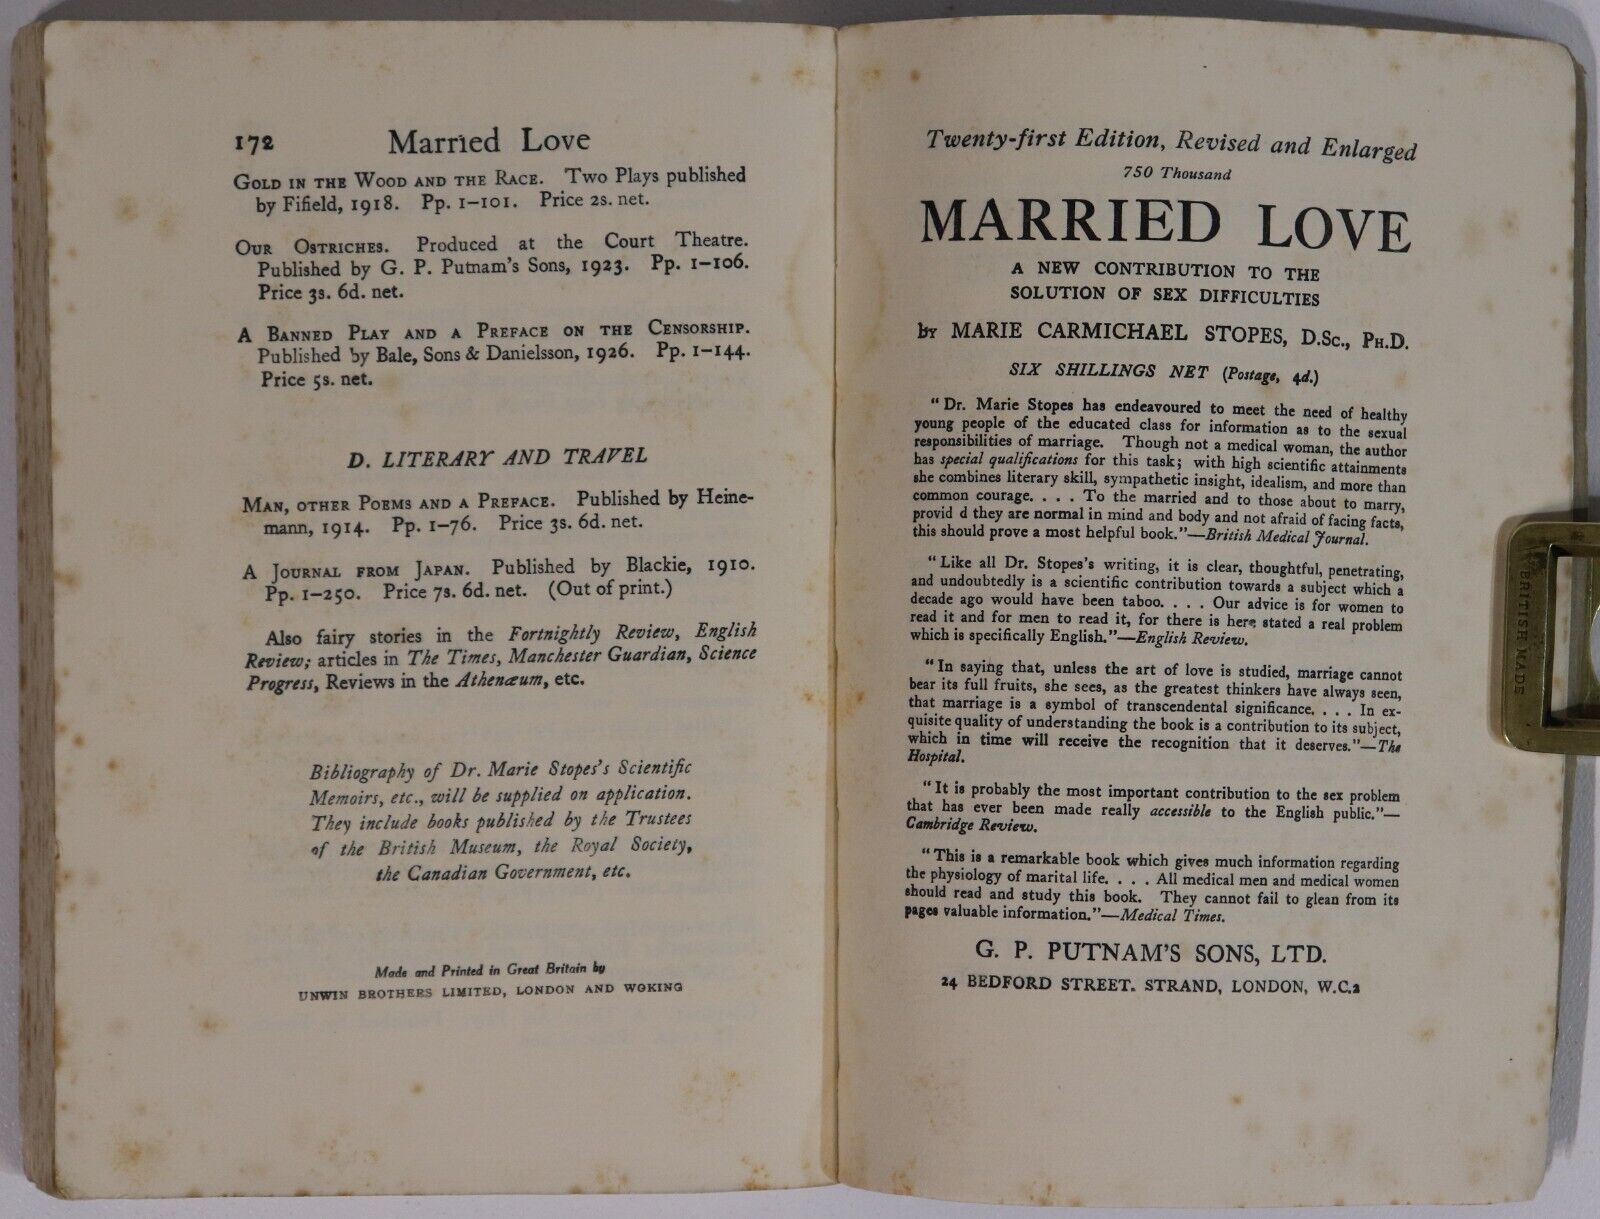 172 Married Love
GOLD IN THE WOOD AND THE RACE. Two Plays published
by Fifield, 1918. Pp. 1–101. Price 2s. net.
OUR OSTRICHES. Produced at the Court Theatre.
Published by G. P. Putnam's Sons, 1923. Pp. 1–106.
Price 3s. 6d. net.
A BANNED PLAY AND A PREFACE ON THE CENSORSHIP.
Published by Bale, Sons & Danielsson, 1926. Pp. 1–144.
Price 5s. net.
D. LITERARY AND TRAVEL
MAN, OTHER POEMS AND A PREFACE. Published by Heine-
mann, 1914. Pp. 1–76. Price 3s. 6d. net.
A JOURNAL FROM JAPAN. Published by Blackie, 1910.
Pp. 1–250. Price 7s. 6d. net. (Out of print.)
Also fairy stories in the Fortnightly Review, English
Review; articles in The Times, Manchester Guardian, Science
Progress, Reviews in the Athenæum, etc.
Bibliography of Dr. Marie Stopes's Scientific
Memoirs, etc., will be supplied on application.
They include books published by the Trustees
of the British Museum, the Royal Society,
the Canadian Government, etc.
Made and Printed in Great Britain by
UNWIN BROTHERS LIMITED, LONDON AND WOKING
Twenty-first Edition, Revised and Enlarged
750 Thousand
MARRIED LOVE
A NEW CONTRIBUTION TO THE
SOLUTION OF SEX DIFFICULTIES
BY MARIE CARMICHAEL STOPES, D.Sc., PH.D.
SIX SHILLINGS NET (Postage, 4d.)
"Dr. Marie Stopes has endeavoured to meet the need of healthy
young people of the educated class for information as to the sexual
responsibilities of marriage. Though not a medical woman, the author
has special qualifications for this task; with high scientific attainments
she combines literary skill, sympathetic insight, idealism, and more than
common courage. . . . To the married and to those about to marry,
provid d they are normal in mind and body and not afraid of facing facts,
this should prove a most helpful book."—British Medical Journal.
"Like all Dr. Stopes's writing, it is clear, thoughtful, penetrating,
and undoubtedly is a scientific contribution towards a subject which a
decade ago would have been taboo. . . . Our advice is for women to
read it and for men to read it, for there is here stated a real problem
which is specifically English."—English Review.
"In saying that, unless the art of love is studied, marriage cannot
bear its full fruits, she sees, as the greatest thinkers have always seen,
that marriage is a symbol of transcendental significance. . . . In ex-
quisite quality of understanding the book is a contribution to its subject,
which in time will receive the recognition that it deserves."—The
Hospital.
"It is probably the most important contribution to the sex problem
that has ever been made really accessible to the English public."—
Cambridge Review.
"This is a remarkable book which gives much information regarding
the physiology of marital life. . . . All medical men and medical women
should read and study this book. They cannot fail to glean from its
pages valuable information."—Medical Times.
G. P. PUTNAM'S SONS, LTD.
24 BEDFORD STREET. STRAND, LONDON, W.C.2
BRITISH MADE